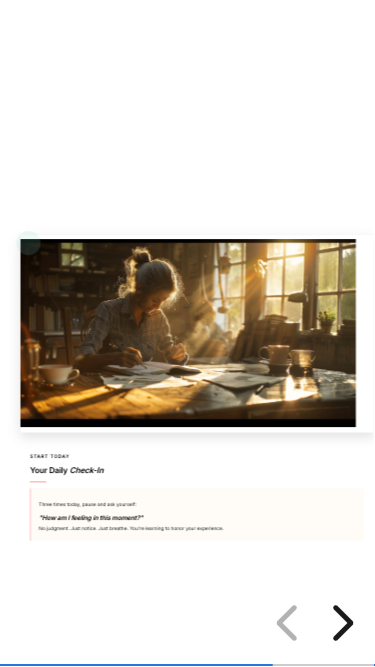 START TODAY
Your Daily Check-In
Three times today, pause and ask yourself:
"How am I feeling in this moment?"
No judgment. Just notice. Just breathe. You're learning to honor your experience.